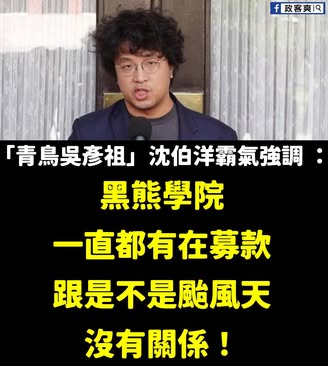 政客爽
「青鳥吳彥祖」沈伯洋霸氣強調：
黑熊學院
一直都有在募款
跟是不是颱風天
沒有關係！